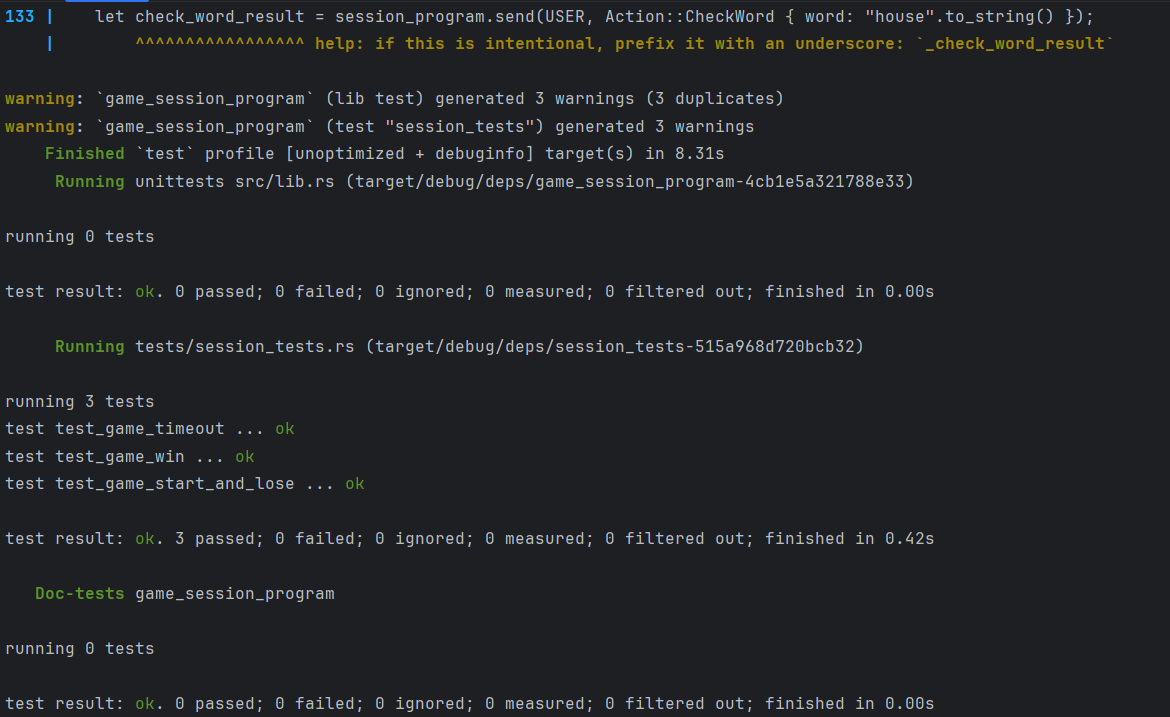 133 |     let check_word_result = session_program.send(USER, Action::CheckWord { word: "house".to_string() });
    |         ^^^^^^^^^^^^^^^^^ help: if this is intentional, prefix it with an underscore: `_check_word_result`
warning: `game_session_program` (lib test) generated 3 warnings (3 duplicates)
warning: `game_session_program` (test "session_tests") generated 3 warnings
    Finished `test` profile [unoptimized + debuginfo] target(s) in 8.31s
     Running unittests src/lib.rs (target/debug/deps/game_session_program-4cb1e5a321788e33)
running 0 tests
test result: ok. 0 passed; 0 failed; 0 ignored; 0 measured; 0 filtered out; finished in 0.00s
     Running tests/session_tests.rs (target/debug/deps/session_tests-515a968d720bcb32)
running 3 tests
test test_game_timeout ... ok
test test_game_win ... ok
test test_game_start_and_lose ... ok
test result: ok. 3 passed; 0 failed; 0 ignored; 0 measured; 0 filtered out; finished in 0.42s
   Doc-tests game_session_program
running 0 tests
test result: ok. 0 passed; 0 failed; 0 ignored; 0 measured; 0 filtered out; finished in 0.00s